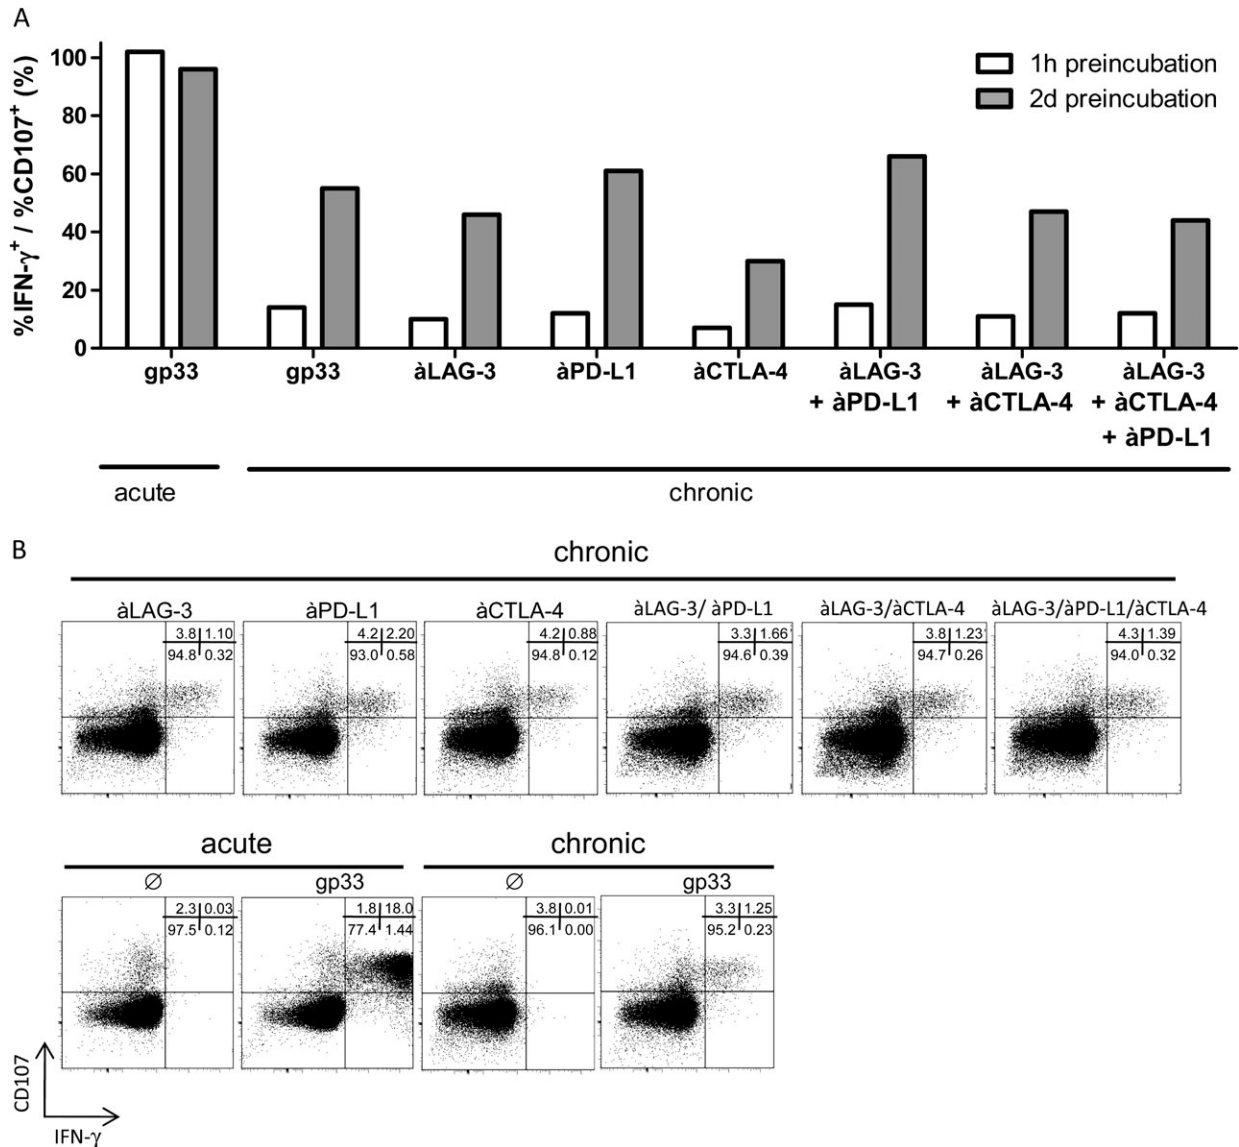 A
%IFN-γ⁺ / %CD107⁺ (%)
100
80
60
40
20
0
1h preincubation
2d preincubation
gp33 gp33 àLAG-3 àPD-L1 àCTLA-4 àLAG-3 àLAG-3 àLAG-3
+ àPD-L1 + àCTLA-4 + àCTLA-4
+ àPD-L1
acute chronic
B
chronic
àLAG-3 àPD-L1 àCTLA-4 àLAG-3/ àPD-L1 àLAG-3/àCTLA-4 àLAG-3/àPD-L1/àCTLA-4
3.8 1.10 4.2 2.20 4.2 0.88 3.3 1.66 3.8 1.23 4.3 1.39
94.8 0.32 93.0 0.58 94.8 0.12 94.6 0.39 94.7 0.26 94.0 0.32
acute chronic
∅ gp33 ∅ gp33
2.3 0.03 1.8 18.0 3.8 0.01 3.3 1.25
97.5 0.12 77.4 1.44 96.1 0.00 95.2 0.23
CD107
IFN-γ